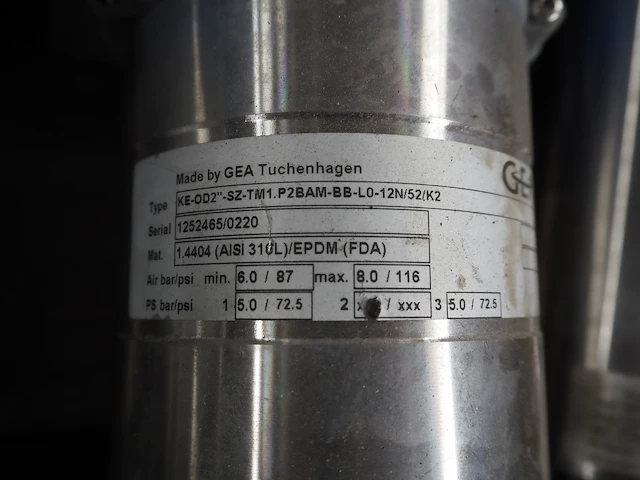 Made by GEA Tuchenhagen
Type KE-OD2"-SZ-TM1.P2BAM-BB-L0-12N/52/K2
Serial 1252465/0220
Mat. 1.4404 (AISI 316L)/EPDM (FDA)
Air bar/psi min. 6.0 / 87 max. 8.0 / 116
PS bar/psi 1 5.0 / 72.5 2 / xxx 3 5.0 / 72.5